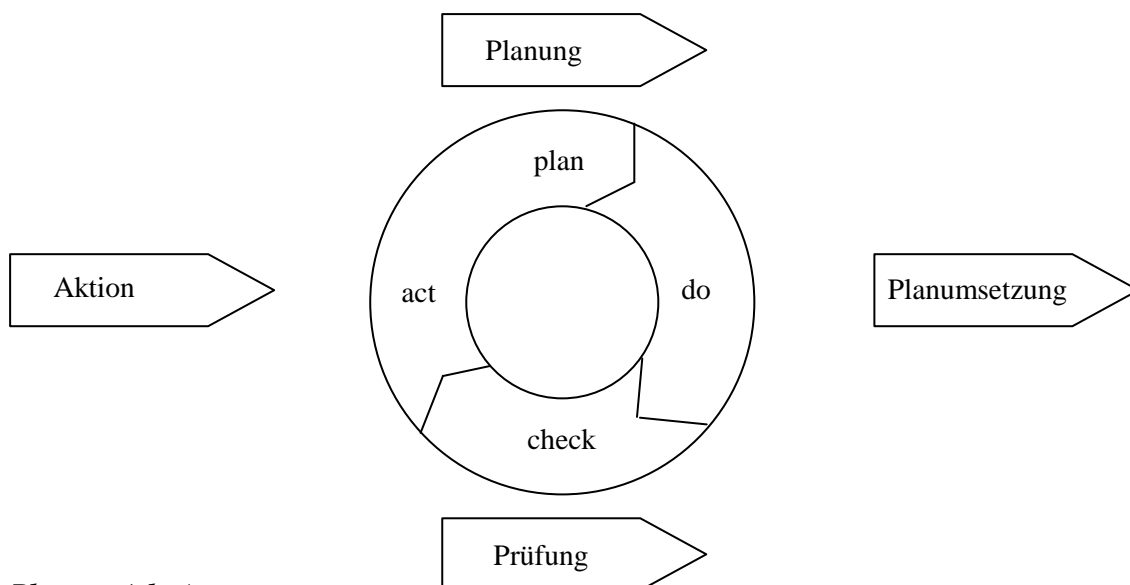 Planung
plan
Aktion
act
do
Planumsetzung
check
Prüfung